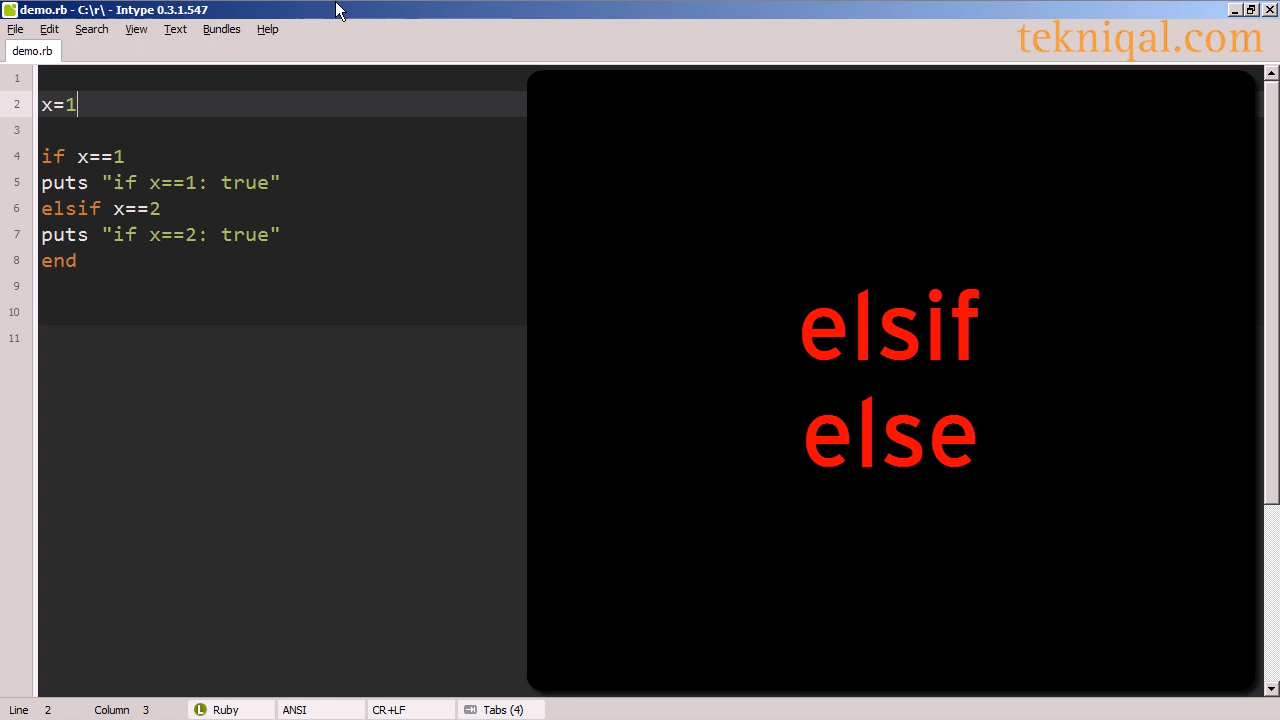 demo.rb - C:\r\ - Intype 0.3.1.547
File Edit Search View Text Bundles Help
tekniqal.com
demo.rb
1
2 x=1
3
4 if x==1
5 puts "if x==1: true"
6 elsif x==2
7 puts "if x==2: true"
8 end
9
10
11
elsif
else
Line 2 Column 3 L Ruby ANSI CR+LF Tabs (4)